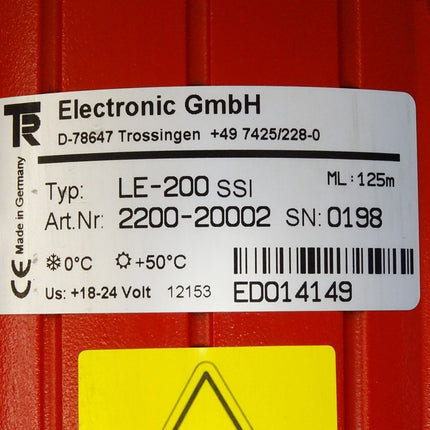 TR Electronic GmbH
D-78647 Trossingen +49 7425/228-0
Made in Germany
CE
Typ: LE-200 SSI ML: 125m
Art.Nr: 2200-20002 SN: 0198
0°C +50°C
Us: +18-24 Volt 12153 ED014149